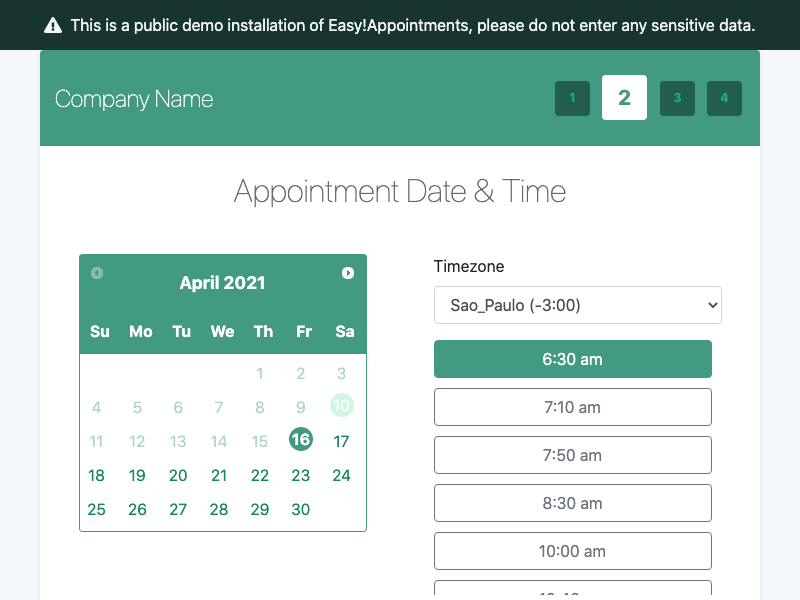 This is a public demo installation of Easy!Appointments, please do not enter any sensitive data.
Company Name
1 2 3 4
Appointment Date & Time
April 2021
Su Mo Tu We Th Fr Sa
1 2 3
4 5 6 7 8 9 10
11 12 13 14 15 16 17
18 19 20 21 22 23 24
25 26 27 28 29 30
Timezone
Sao_Paulo (-3:00)
6:30 am
7:10 am
7:50 am
8:30 am
10:00 am